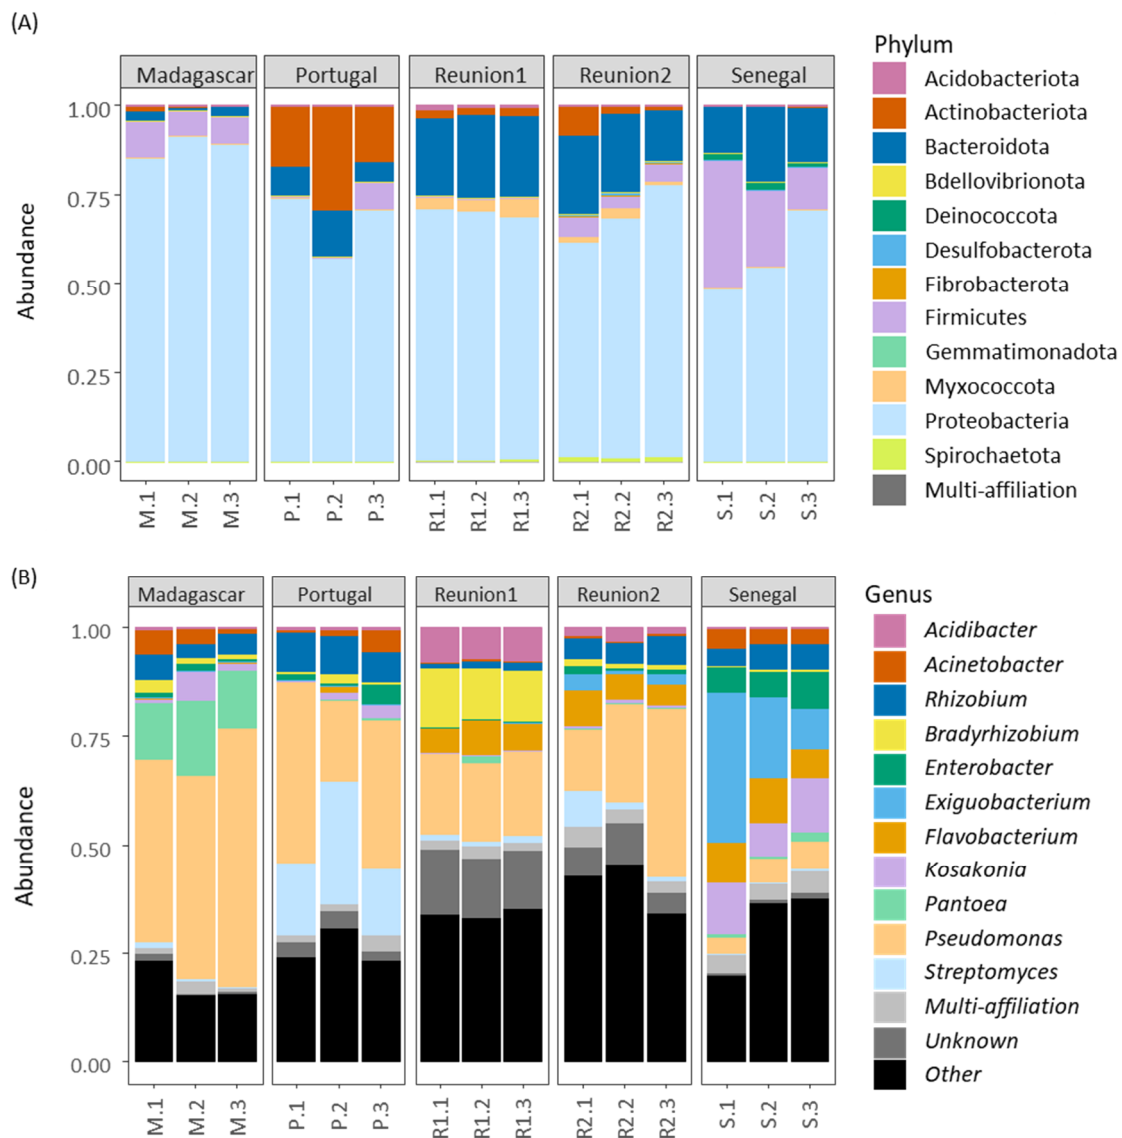 (A)
Madagascar Portugal Reunion1 Reunion2 Senegal
Abundance
1.00
0.75
0.50
0.25
0.00
M.1 M.2 M.3 P.1 P.2 P.3 R1.1 R1.2 R1.3 R2.1 R2.2 R2.3 S.1 S.2 S.3
Phylum
Acidobacteriota
Actinobacteriota
Bacteroidota
Bdellovibrionota
Deinococcota
Desulfobacterota
Fibrobacterota
Firmicutes
Gemmatimonadota
Myxococcota
Proteobacteria
Spirochaetota
Multi-affiliation
(B)
Madagascar Portugal Reunion1 Reunion2 Senegal
Abundance
1.00
0.75
0.50
0.25
0.00
M.1 M.2 M.3 P.1 P.2 P.3 R1.1 R1.2 R1.3 R2.1 R2.2 R2.3 S.1 S.2 S.3
Genus
Acidibacter
Acinetobacter
Rhizobium
Bradyrhizobium
Enterobacter
Exiguobacterium
Flavobacterium
Kosakonia
Pantoea
Pseudomonas
Streptomyces
Multi-affiliation
Unknown
Other